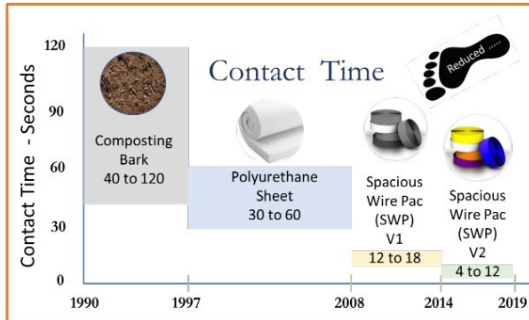 Contact Time
Reduced .....
Contact Time - Seconds
120
90
60
30
0
Composting
Bark
40 to 120
Polyurethane
Sheet
30 to 60
Spacious
Wire Pac
(SWP)
V1
12 to 18
Spacious
Wire Pac
(SWP)
V2
4 to 12
1990
1997
2008
2014
2019